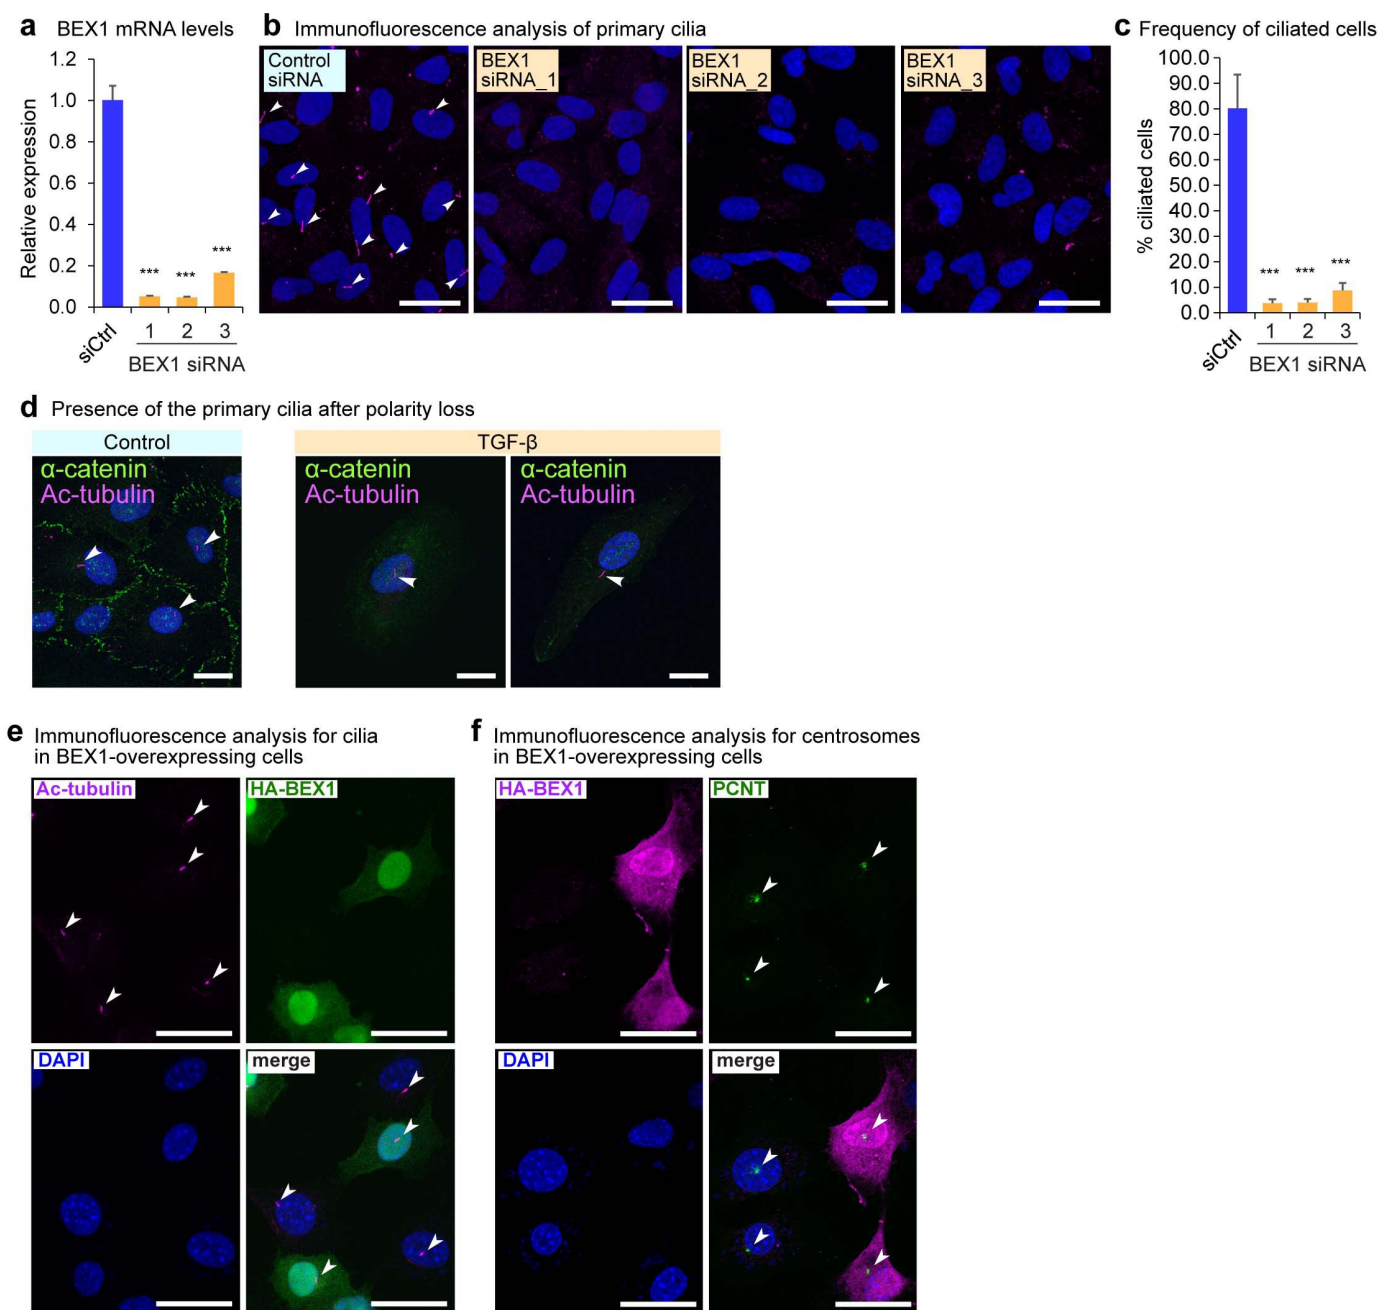 a BEX1 mRNA levels
1.2
1.0
0.8
0.6
0.4
0.2
0.0
Relative expression
***
***
***
siCtrl
1 2 3
BEX1 siRNA
b Immunofluorescence analysis of primary cilia
Control
siRNA
BEX1
siRNA_1
BEX1
siRNA_2
BEX1
siRNA_3
c Frequency of ciliated cells
100.0
90.0
80.0
70.0
60.0
50.0
40.0
30.0
20.0
10.0
0.0
% ciliated cells
***
***
***
siCtrl
1 2 3
BEX1 siRNA
d Presence of the primary cilia after polarity loss
Control
α-catenin
Ac-tubulin
TGF-β
α-catenin
Ac-tubulin
α-catenin
Ac-tubulin
e Immunofluorescence analysis for cilia
in BEX1-overexpressing cells
Ac-tubulin
HA-BEX1
DAPI
merge
f Immunofluorescence analysis for centrosomes
in BEX1-overexpressing cells
HA-BEX1
PCNT
DAPI
merge